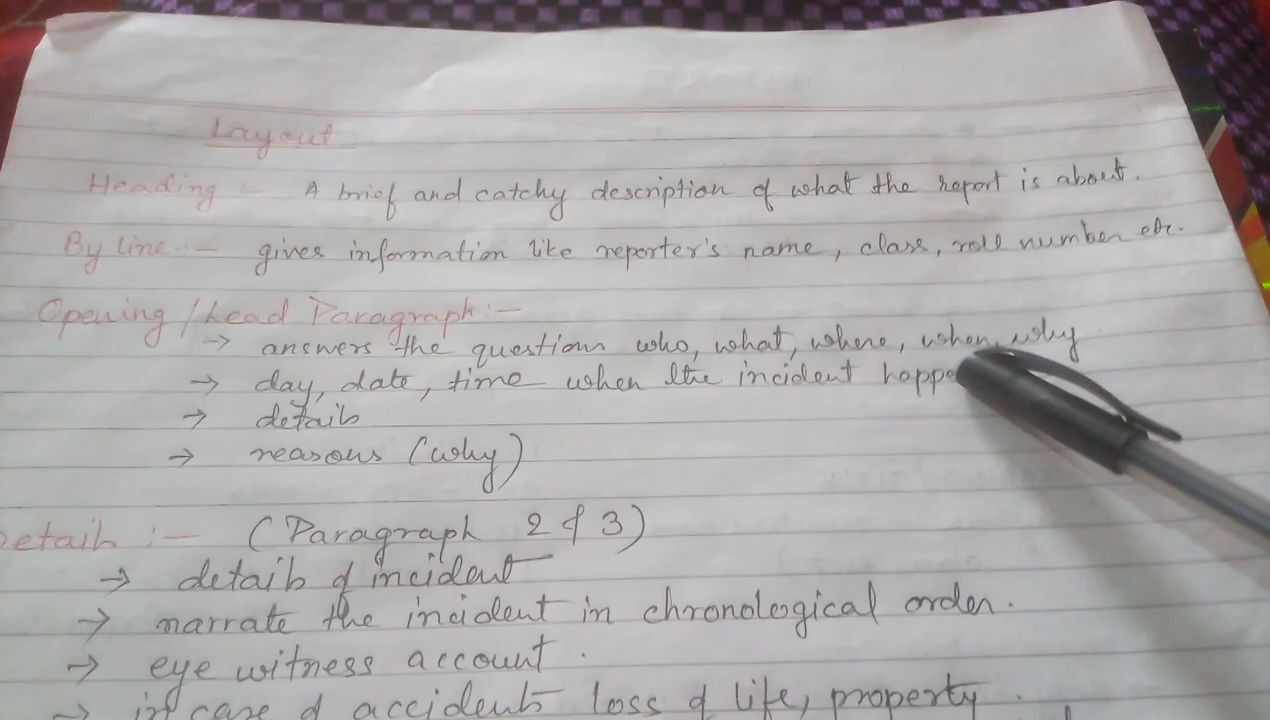 Layout
Heading :- A brief and catchy description of what the report is about.
By line :- gives information like reporter's name, class, roll number etc.
Opening / Lead Paragraph :-
→ answers the question who, what, where, when, why
→ day, date, time when the incident happe
→ details
→ reasons (why)
Details :- (Paragraph 2 & 3)
→ details of incident
→ narrate the incident in chronological order.
→ eye witness account.
→ in case of accidents loss of life, property.